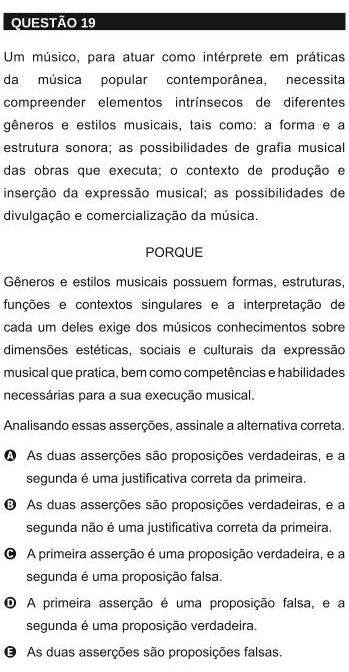 QUESTÃO 19
Um músico, para atuar como intérprete em práticas
da música popular contemporânea, necessita
compreender elementos intrínsecos de diferentes
gêneros e estilos musicais, tais como: a forma e a
estrutura sonora; as possibilidades de grafia musical
das obras que executa; o contexto de produção e
inserção da expressão musical; as possibilidades de
divulgação e comercialização da música.
PORQUE
Gêneros e estilos musicais possuem formas, estruturas,
funções e contextos singulares e a interpretação de
cada um deles exige dos músicos conhecimentos sobre
dimensões estéticas, sociais e culturais da expressão
musical que pratica, bem como competências e habilidades
necessárias para a sua execução musical.
Analisando essas asserções, assinale a alternativa correta.
A As duas asserções são proposições verdadeiras, e a
segunda é uma justificativa correta da primeira.
B As duas asserções são proposições verdadeiras, e a
segunda não é uma justificativa correta da primeira.
C A primeira asserção é uma proposição verdadeira, e a
segunda é uma proposição falsa.
D A primeira asserção é uma proposição falsa, e a
segunda é uma proposição verdadeira.
E As duas asserções são proposições falsas.